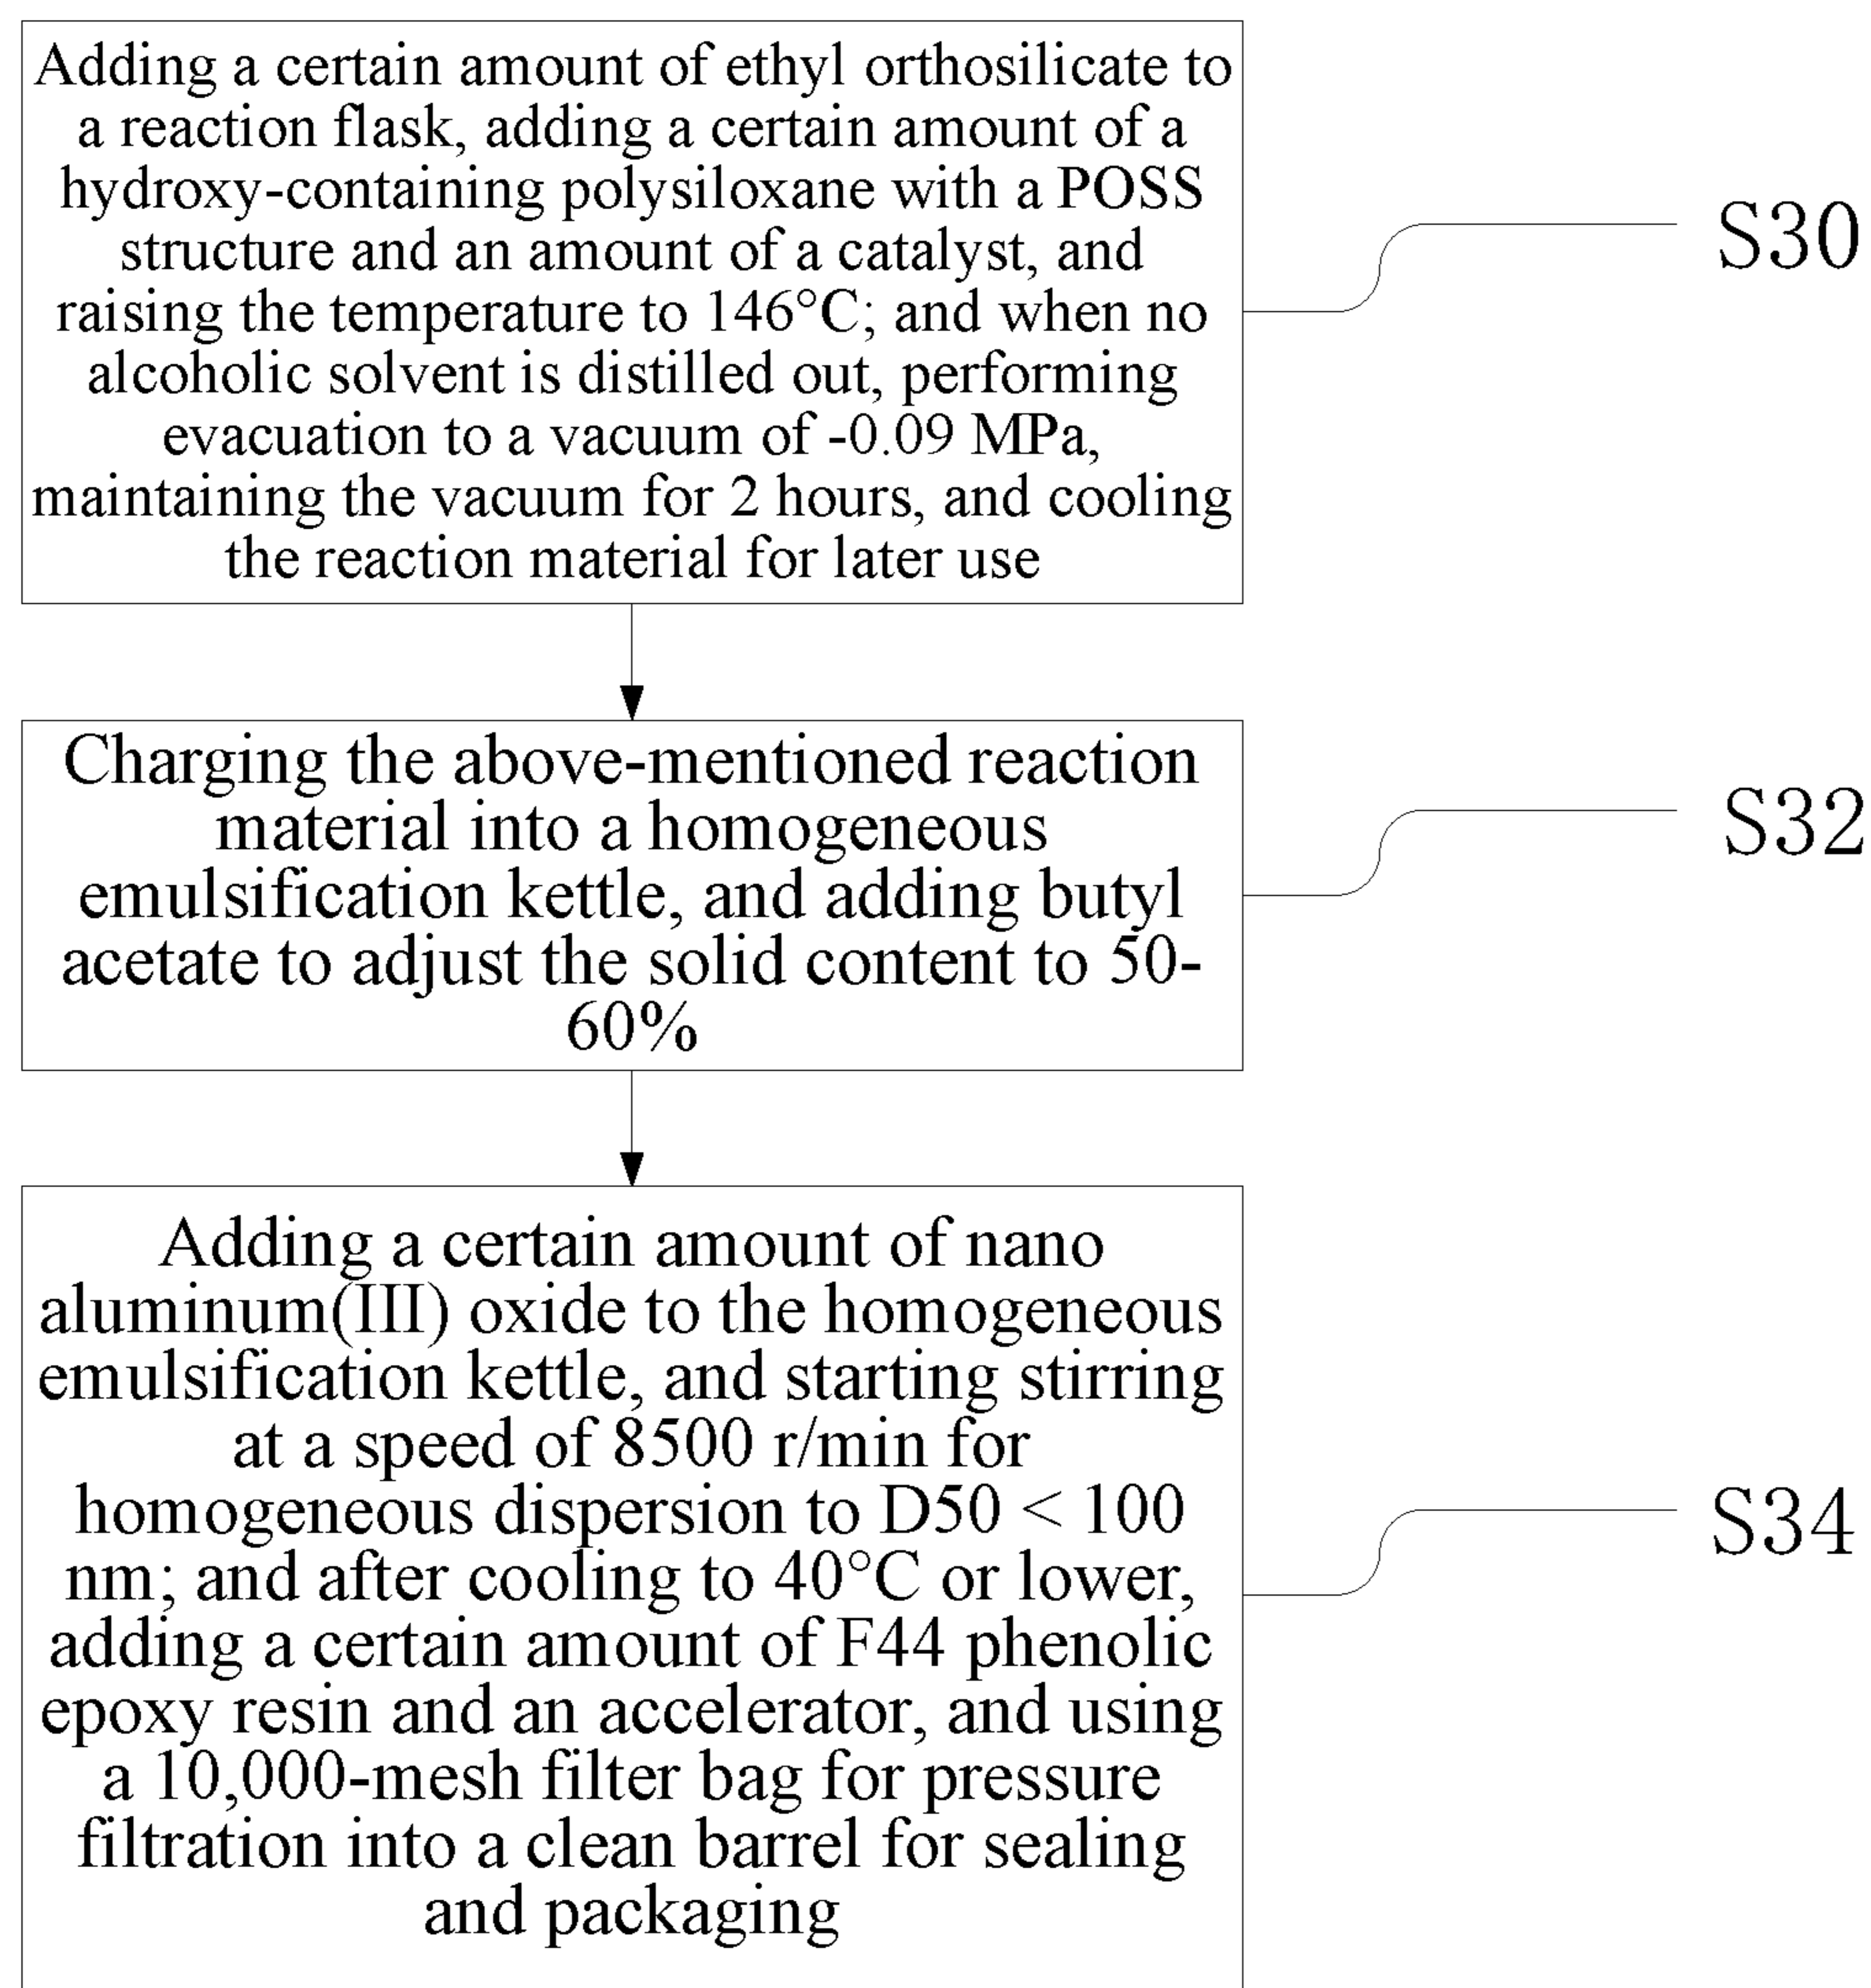 Adding a certain amount of ethyl orthosilicate to
a reaction flask, adding a certain amount of a
hydroxy-containing polysiloxane with a POSS
structure and an amount of a catalyst, and
raising the temperature to 146°C; and when no
alcoholic solvent is distilled out, performing
evacuation to a vacuum of -0.09 MPa,
maintaining the vacuum for 2 hours, and cooling
the reaction material for later use
S30
Charging the above-mentioned reaction
material into a homogeneous
emulsification kettle, and adding butyl
acetate to adjust the solid content to 50-
60%
S32
Adding a certain amount of nano
aluminum(III) oxide to the homogeneous
emulsification kettle, and starting stirring
at a speed of 8500 r/min for
homogeneous dispersion to D50 < 100
nm; and after cooling to 40°C or lower,
adding a certain amount of F44 phenolic
epoxy resin and an accelerator, and using
a 10,000-mesh filter bag for pressure
filtration into a clean barrel for sealing
and packaging
S34